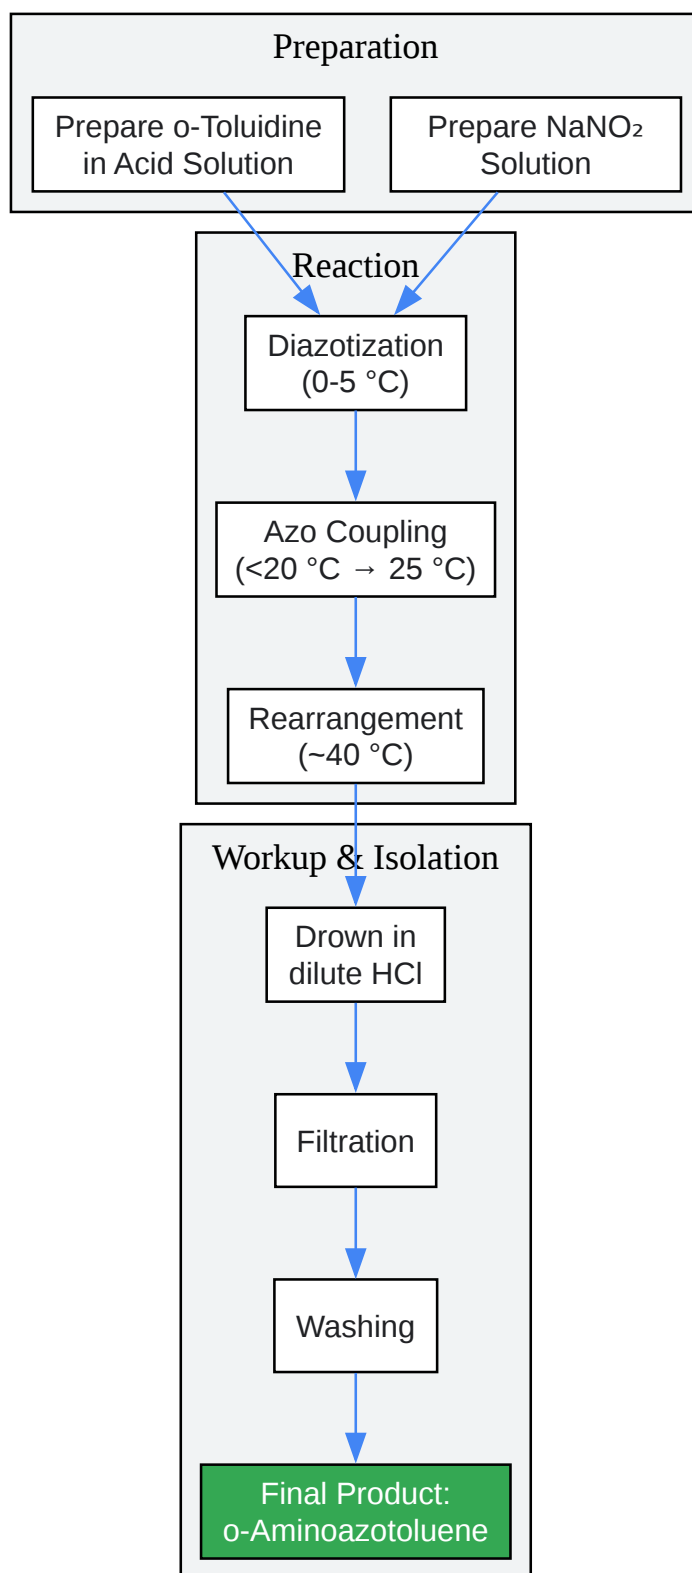 Preparation
Prepare o-Toluidine
in Acid Solution
Prepare NaNO₂
Solution
Reaction
Diazotization
(0-5 °C)
Azo Coupling
(<20 °C → 25 °C)
Rearrangement
(~40 °C)
Workup & Isolation
Drown in
dilute HCl
Filtration
Washing
Final Product:
o-Aminoazotoluene